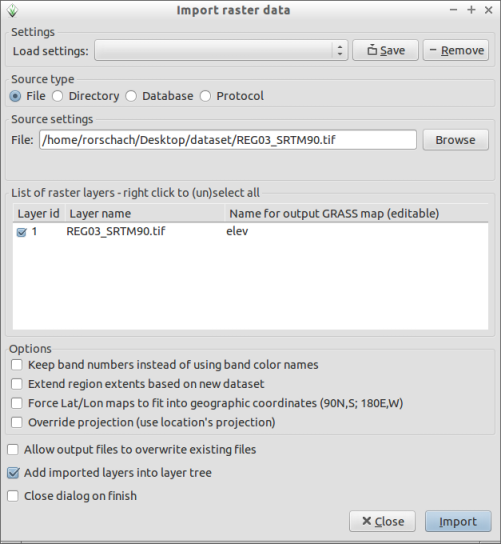 Import raster data
Settings
Load settings:
Save
Remove
Source type
File
Directory
Database
Protocol
Source settings
File: /home/rorschach/Desktop/dataset/REG03_SRTM90.tif
Browse
List of raster layers - right click to (un)select all
Layer id Layer name Name for output GRASS map (editable)
1 REG03_SRTM90.tif elev
Options
Keep band numbers instead of using band color names
Extend region extents based on new dataset
Force Lat/Lon maps to fit into geographic coordinates (90N,S; 180E,W)
Override projection (use location's projection)
Allow output files to overwrite existing files
Add imported layers into layer tree
Close dialog on finish
Close
Import